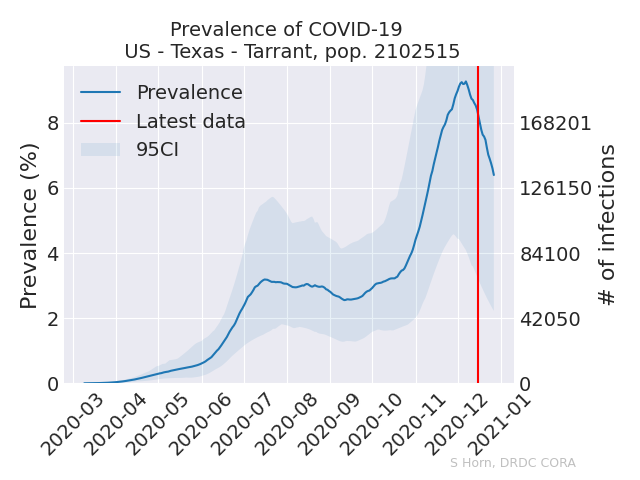 Prevalence of COVID-19
US - Texas - Tarrant, pop. 2102515
Prevalence
Latest data
95CI
Prevalence (%)
8
6
4
2
0
168201
126150
84100
42050
0
# of infections
2020-03
2020-04
2020-05
2020-06
2020-07
2020-08
2020-09
2020-10
2020-11
2020-12
2021-01
S Horn, DRDC CORA